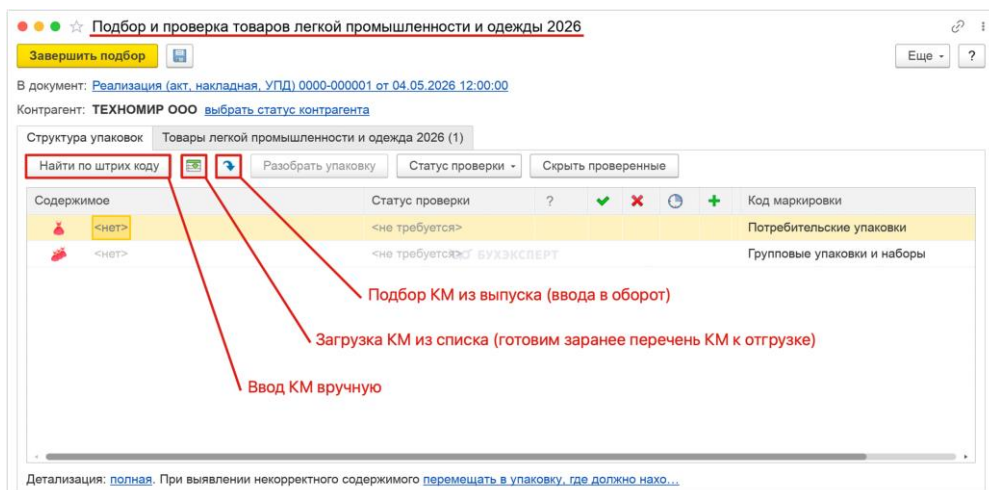 Подбор и проверка товаров легкой промышленности и одежды 2026
Завершить подбор
Еще
?
В документ: Реализация (акт, накладная, УПД) 0000-000001 от 04.05.2026 12:00:00
Контрагент: ТЕХНОМИР ООО выбрать статус контрагента
Структура упаковок Товары легкой промышленности и одежда 2026 (1)
Найти по штрих коду Разобрать упаковку Статус проверки Скрыть проверенные
Содержимое Статус проверки ? Код маркировки
<нет> <не требуется> Потребительские упаковки
<нет> <не требуется> Групповые упаковки и наборы
БУХЭКСПЕРТ
Подбор КМ из выпуска (ввода в оборот)
Загрузка КМ из списка (готовим заранее перечень КМ к отгрузке)
Ввод КМ вручную
Детализация: полная. При выявлении некорректного содержимого перемещать в упаковку, где должно нахо...